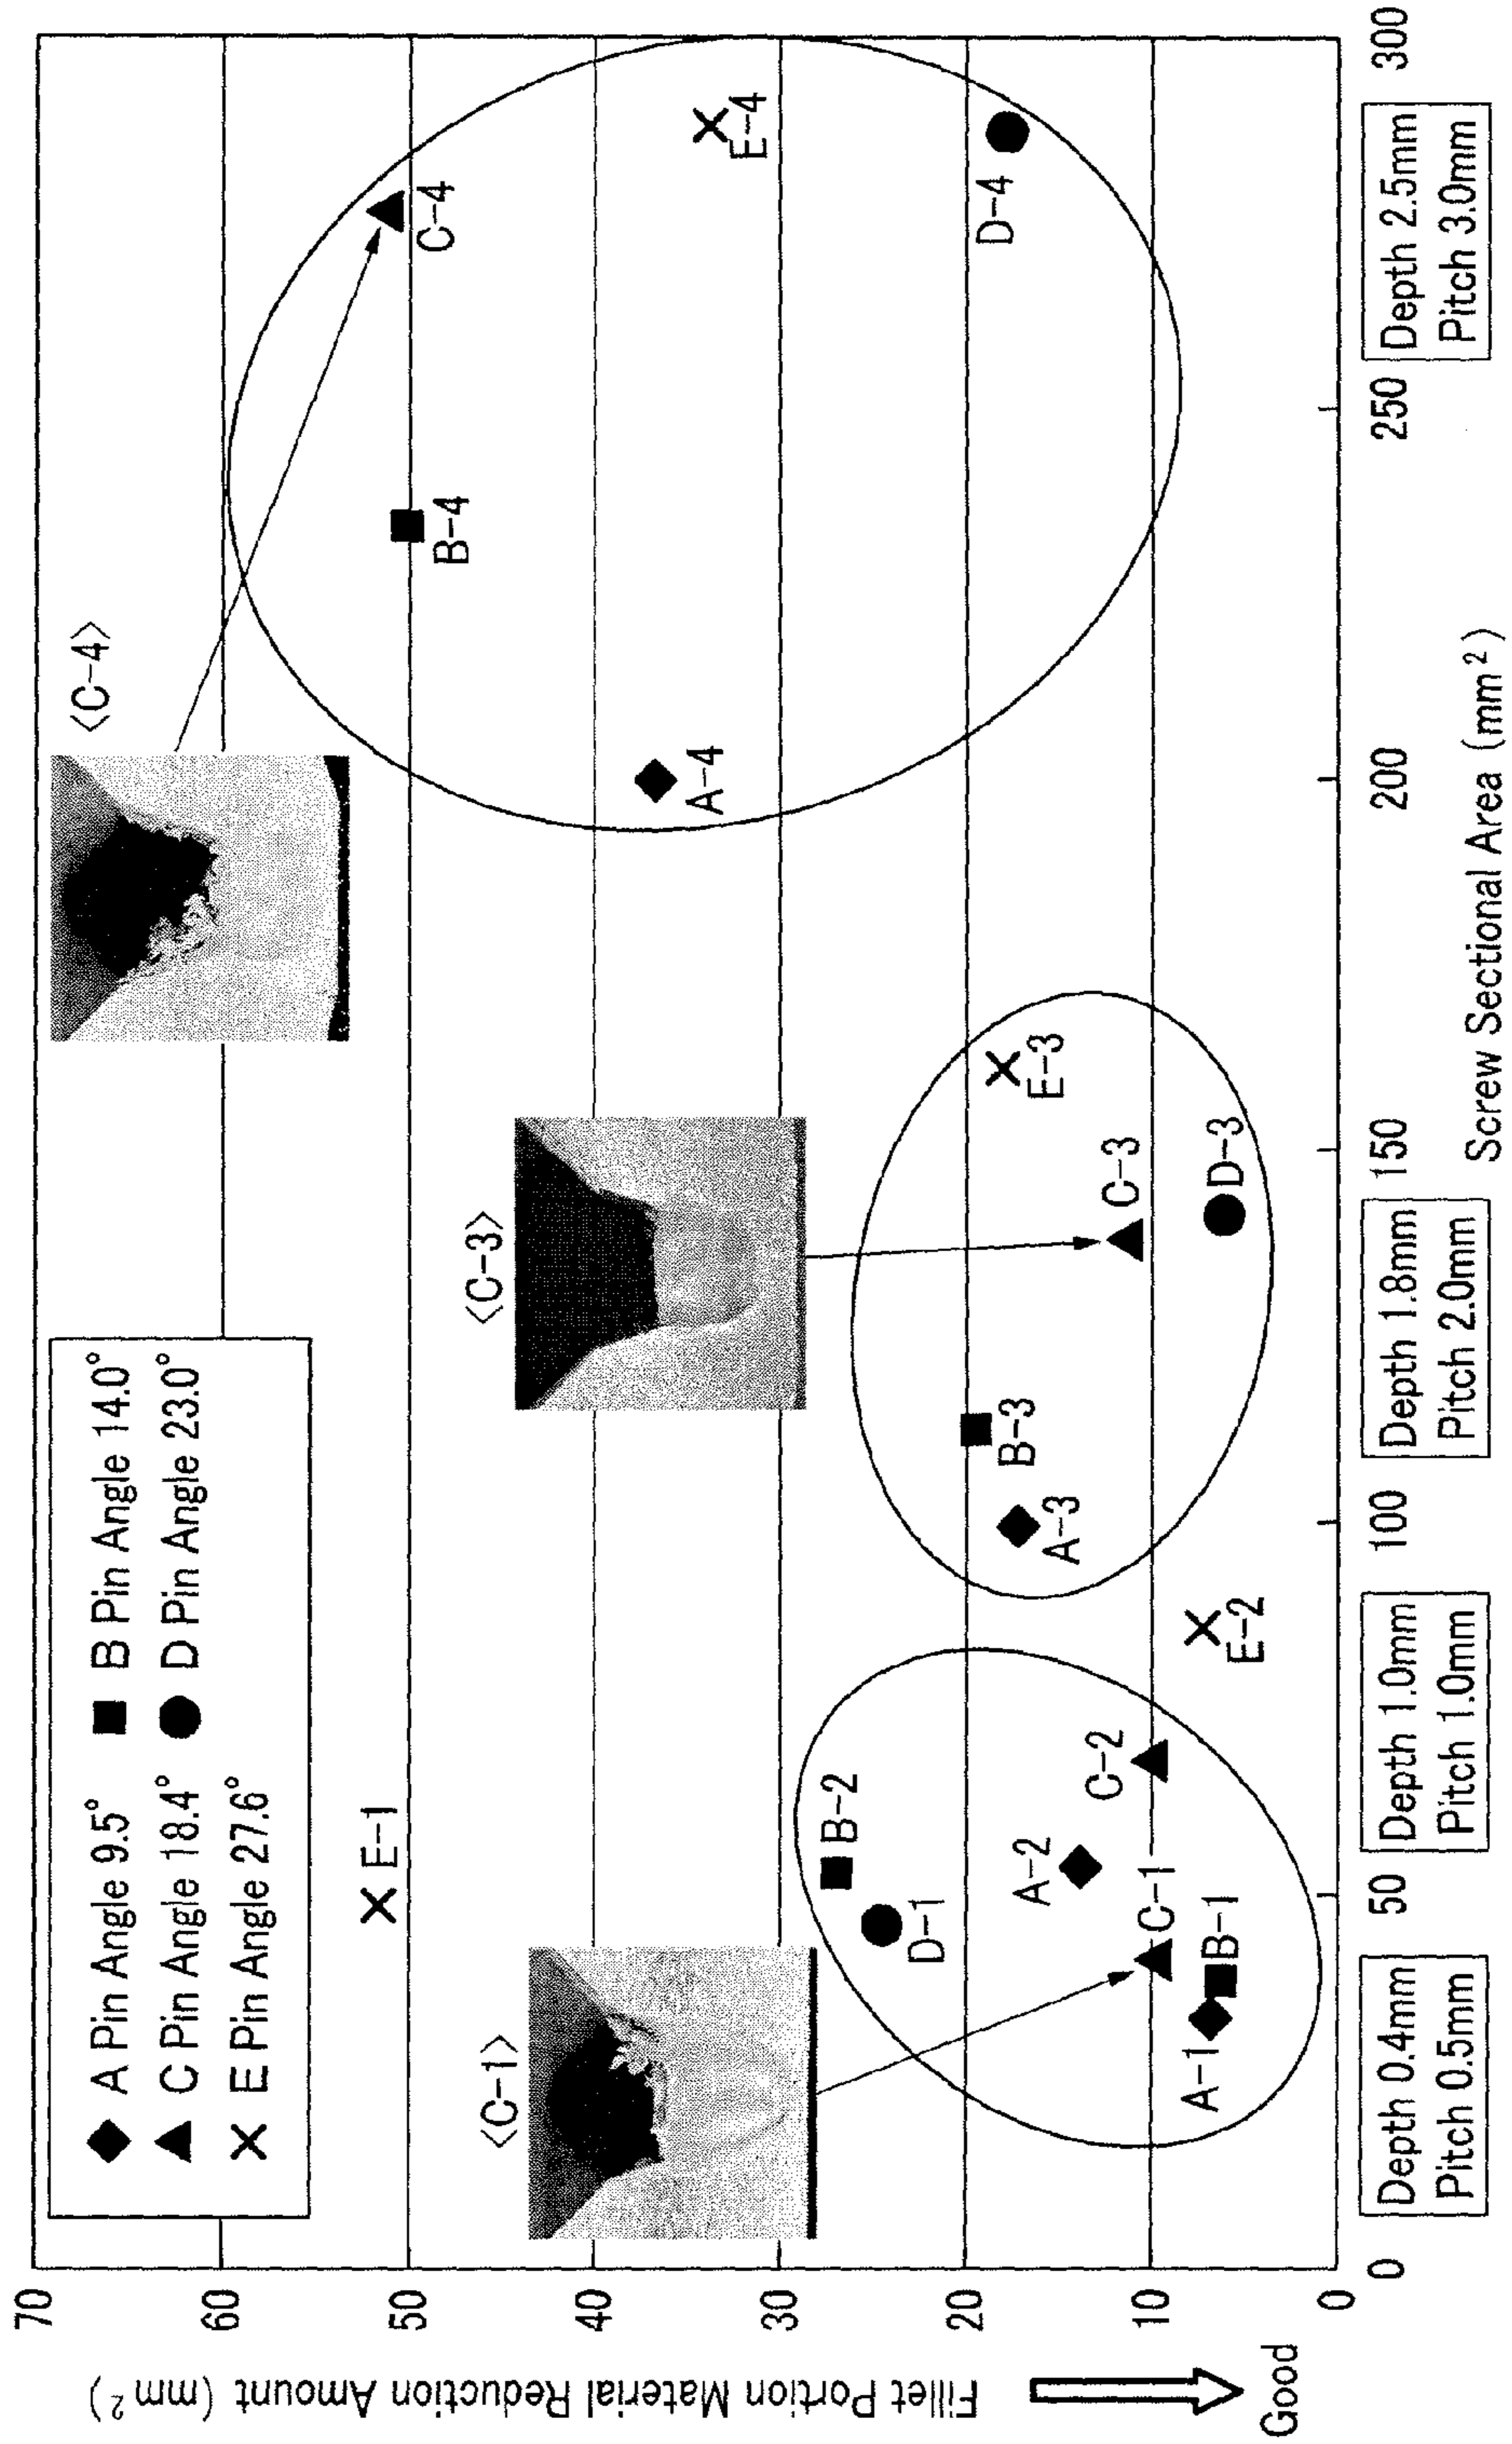 Fillet Portion Material Reduction Amount (mm²)
Good
70
60
50
40
30
20
10
0
A Pin Angle 9.5° B Pin Angle 14.0°
C Pin Angle 18.4° D Pin Angle 23.0°
E Pin Angle 27.6°
<C-4>
C-4
B-4
E-4
A-4
D-4
<C-3>
E-1
<C-1>
B-2
D-1
A-2
C-2
C-1
B-1
A-1
E-2
B-3
A-3
C-3
E-3
D-3
0
50
100
150
200
250
300
Depth 0.4mm
Pitch 0.5mm
Depth 1.0mm
Pitch 1.0mm
Depth 1.8mm
Pitch 2.0mm
Depth 2.5mm
Pitch 3.0mm
Screw Sectional Area (mm²)